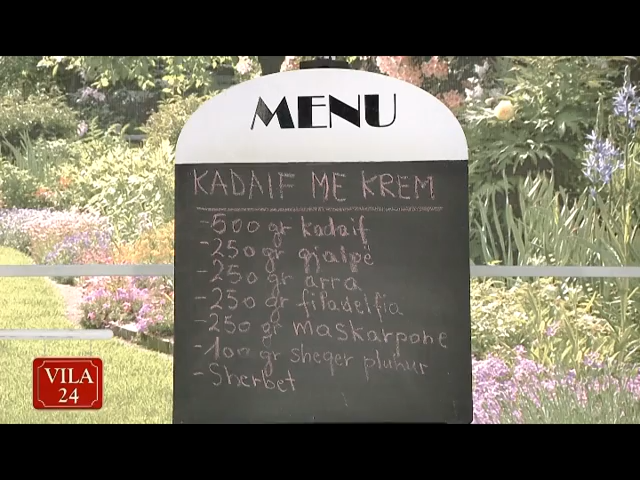 MENU
KADAIF ME KREM
-500 gr kadaif
-250 gr gjalpë
-250 gr arra
-250 gr filadelfia
-250 gr maskarpone
-100 gr sheqer pluhur
-Sherbet
VILA
24